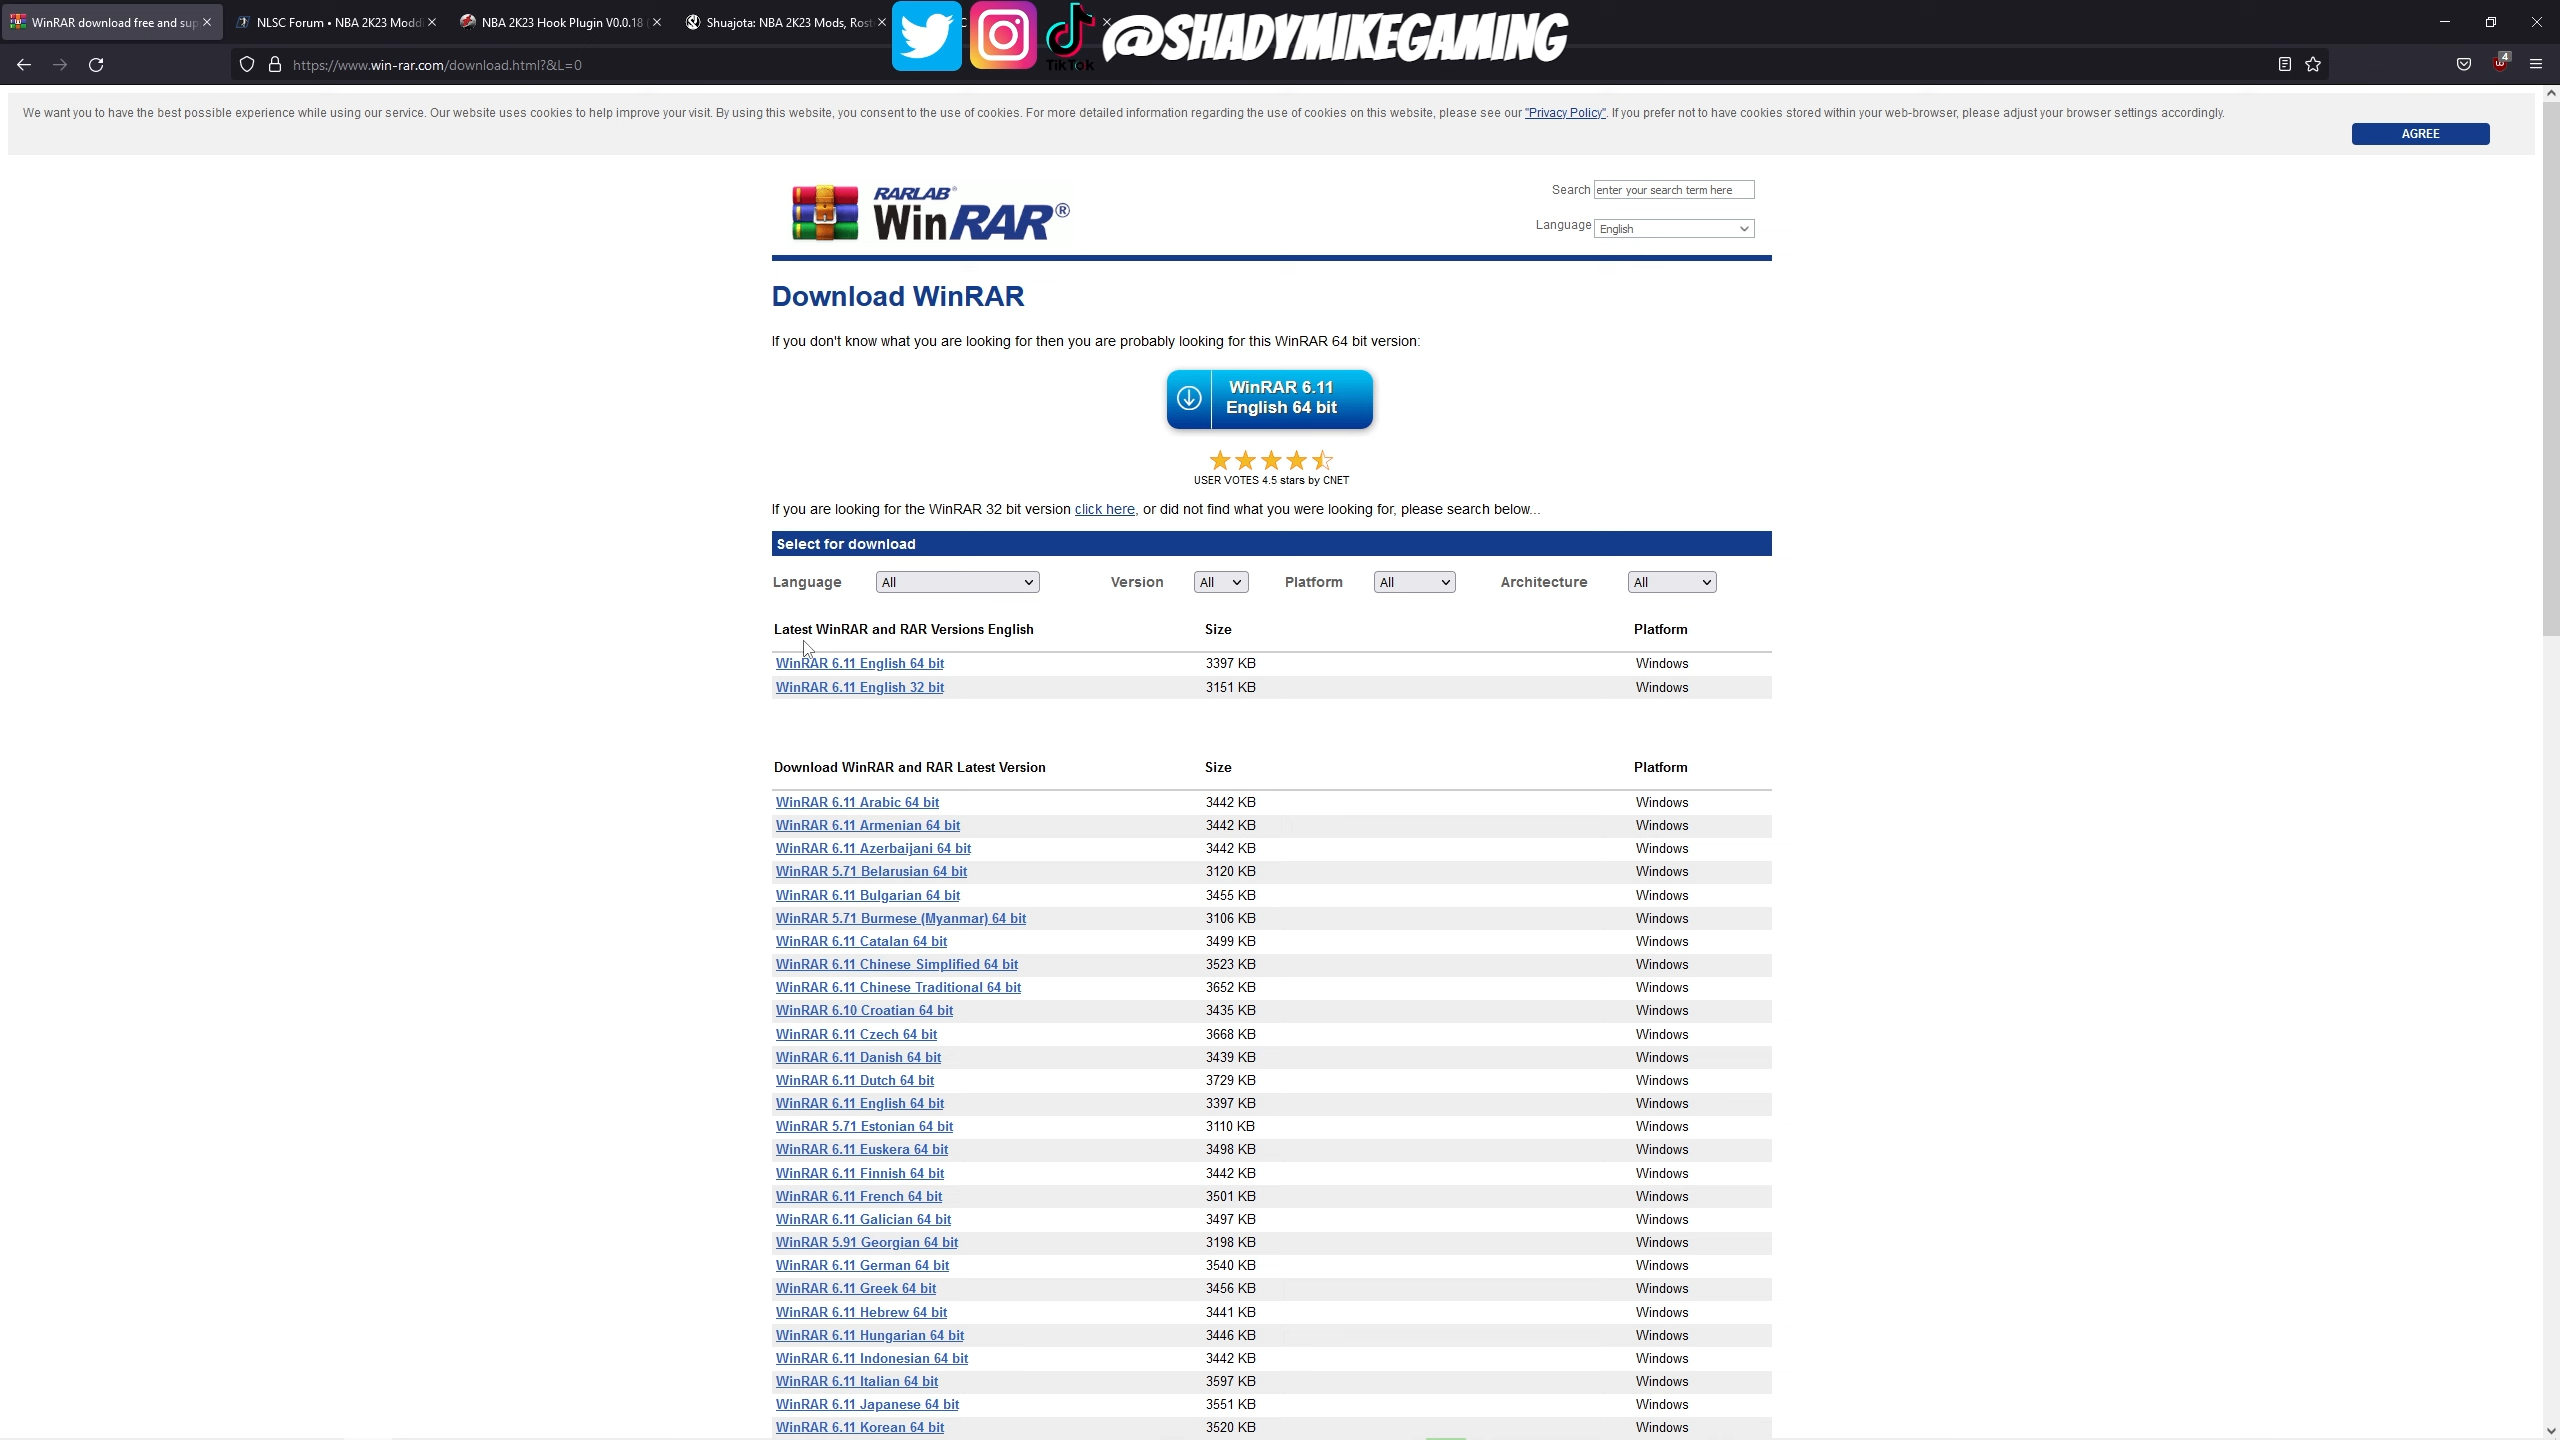 WinRAR download free and sup
NLSC Forum • NBA 2K23 Moddi
NBA 2K23 Hook Plugin V0.0.18 (
Shuajota: NBA 2K23 Mods, Rost
TikTok
@SHADYMIKEGAMING
https://www.win-rar.com/download.html?&L=0
4
We want you to have the best possible experience while using our service. Our website uses cookies to help improve your visit. By using this website, you consent to the use of cookies. For more detailed information regarding the use of cookies on this website, please see our "Privacy Policy". If you prefer not to have cookies stored within your web-browser, please adjust your browser settings accordingly.
AGREE
RARLAB®
WinRAR®
Search enter your search term here
Language English
Download WinRAR
If you don't know what you are looking for then you are probably looking for this WinRAR 64 bit version:
WinRAR 6.11
English 64 bit
USER VOTES 4.5 stars by CNET
If you are looking for the WinRAR 32 bit version click here, or did not find what you were looking for, please search below...
Select for download
Language All Version All Platform All Architecture All
Latest WinRAR and RAR Versions English Size Platform
WinRAR 6.11 English 64 bit 3397 KB Windows
WinRAR 6.11 English 32 bit 3151 KB Windows
Download WinRAR and RAR Latest Version Size Platform
WinRAR 6.11 Arabic 64 bit 3442 KB Windows
WinRAR 6.11 Armenian 64 bit 3442 KB Windows
WinRAR 6.11 Azerbaijani 64 bit 3442 KB Windows
WinRAR 5.71 Belarusian 64 bit 3120 KB Windows
WinRAR 6.11 Bulgarian 64 bit 3455 KB Windows
WinRAR 5.71 Burmese (Myanmar) 64 bit 3106 KB Windows
WinRAR 6.11 Catalan 64 bit 3499 KB Windows
WinRAR 6.11 Chinese Simplified 64 bit 3523 KB Windows
WinRAR 6.11 Chinese Traditional 64 bit 3652 KB Windows
WinRAR 6.10 Croatian 64 bit 3435 KB Windows
WinRAR 6.11 Czech 64 bit 3668 KB Windows
WinRAR 6.11 Danish 64 bit 3439 KB Windows
WinRAR 6.11 Dutch 64 bit 3729 KB Windows
WinRAR 6.11 English 64 bit 3397 KB Windows
WinRAR 5.71 Estonian 64 bit 3110 KB Windows
WinRAR 6.11 Euskera 64 bit 3498 KB Windows
WinRAR 6.11 Finnish 64 bit 3442 KB Windows
WinRAR 6.11 French 64 bit 3501 KB Windows
WinRAR 6.11 Galician 64 bit 3497 KB Windows
WinRAR 5.91 Georgian 64 bit 3198 KB Windows
WinRAR 6.11 German 64 bit 3540 KB Windows
WinRAR 6.11 Greek 64 bit 3456 KB Windows
WinRAR 6.11 Hebrew 64 bit 3441 KB Windows
WinRAR 6.11 Hungarian 64 bit 3446 KB Windows
WinRAR 6.11 Indonesian 64 bit 3442 KB Windows
WinRAR 6.11 Italian 64 bit 3597 KB Windows
WinRAR 6.11 Japanese 64 bit 3551 KB Windows
WinRAR 6.11 Korean 64 bit 3520 KB Windows